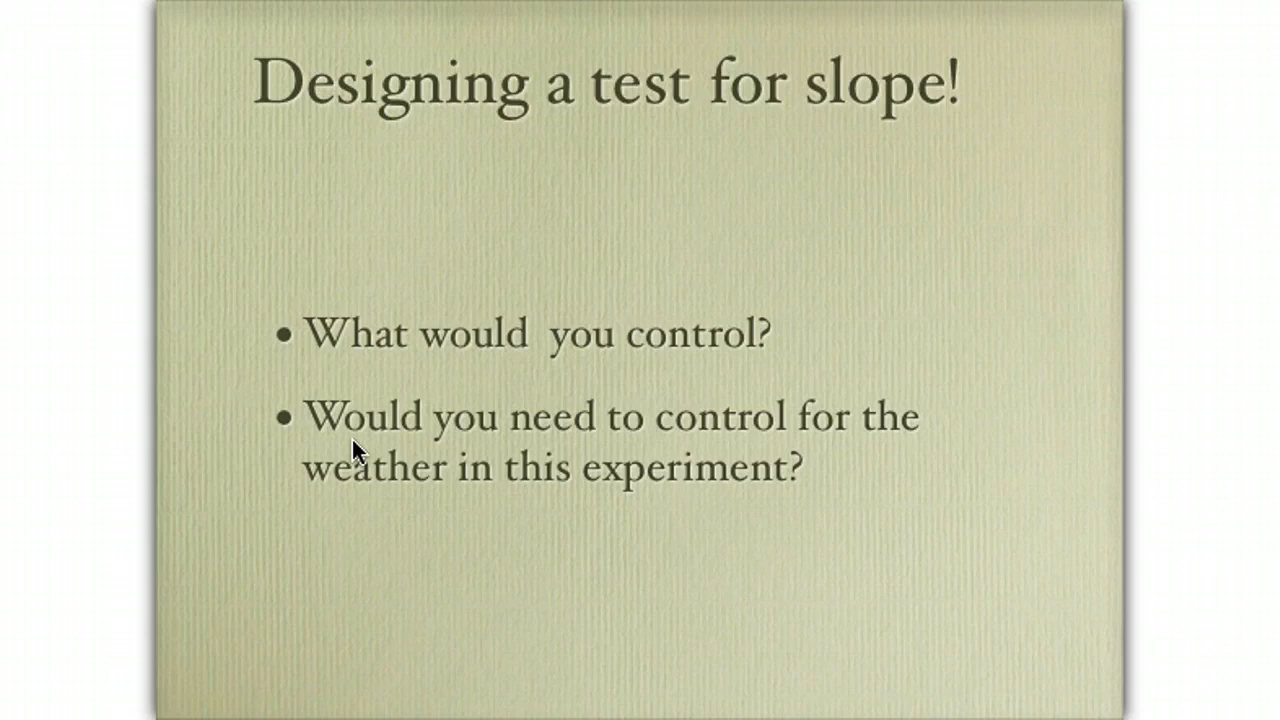 Designing a test for slope!
• What would  you control?
• Would you need to control for the
weather in this experiment?